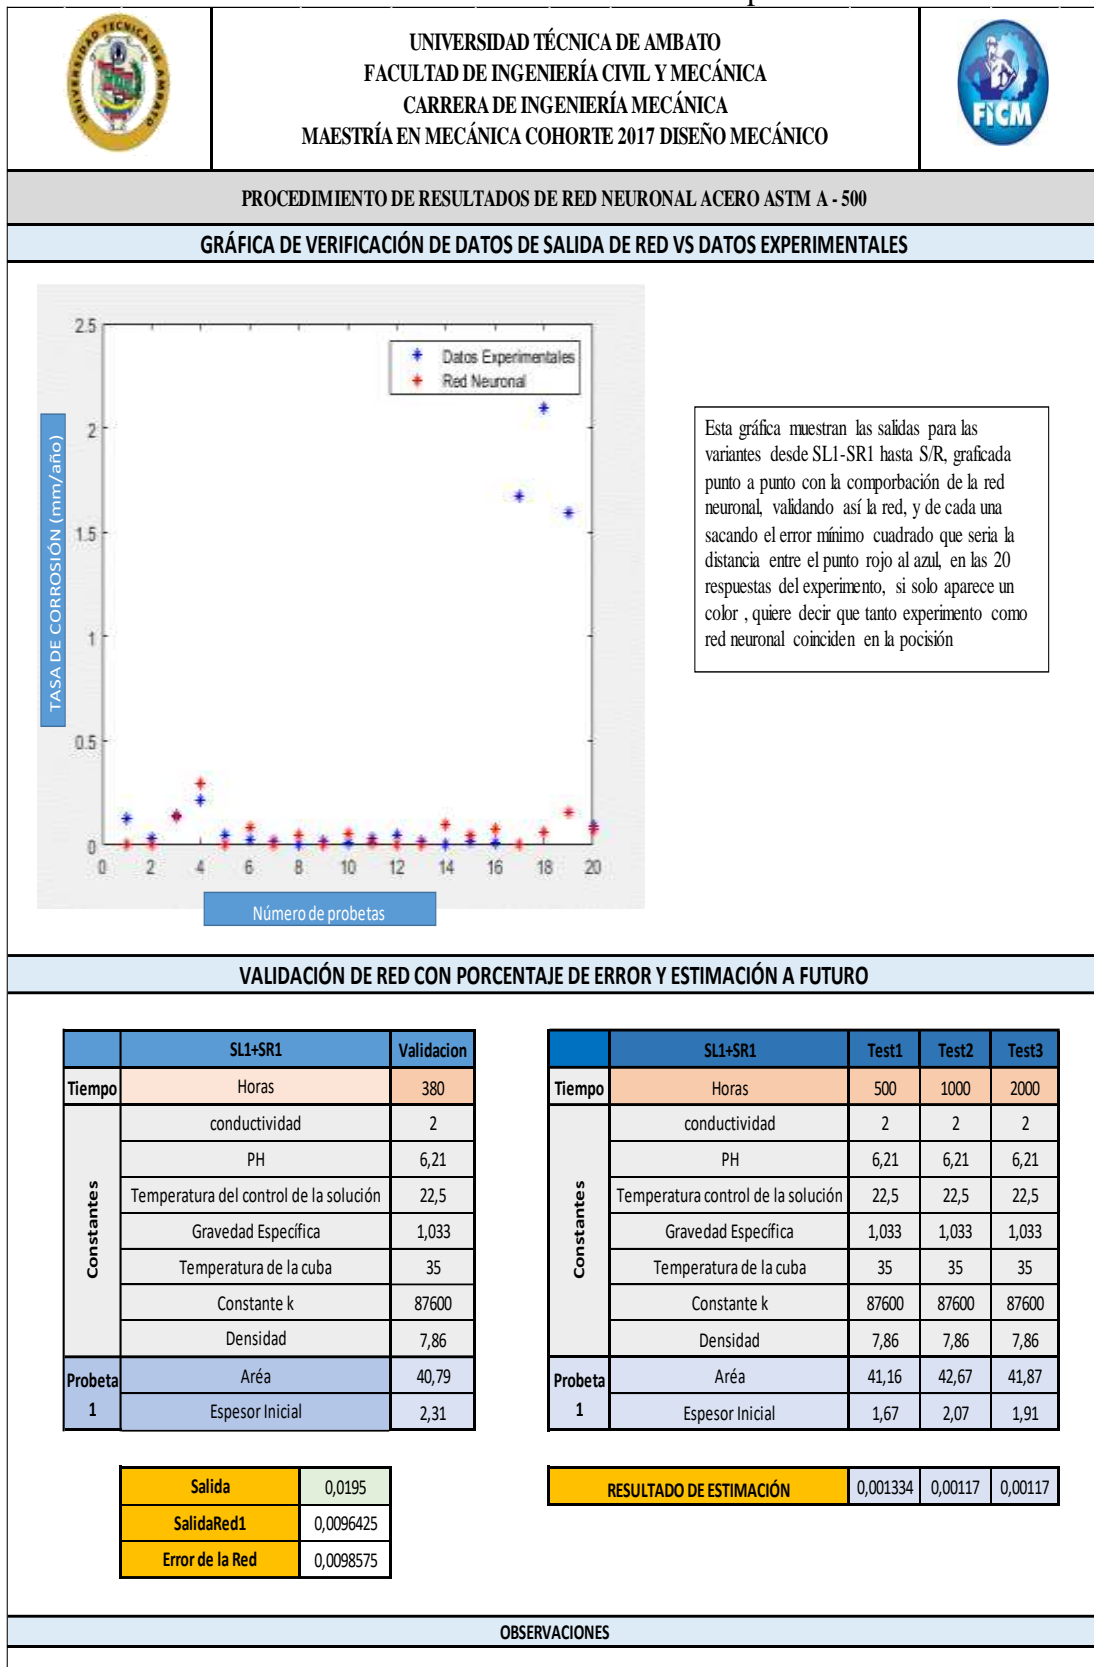 UNIVERSIDAD TÉCNICA DE AMBATO
UNIVERSIDAD TÉCNICA DE AMBATO
FACULTAD DE INGENIERÍA CIVIL Y MECÁNICA
CARRERA DE INGENIERÍA MECÁNICA
MAESTRÍA EN MECÁNICA COHORTE 2017 DISEÑO MECÁNICO
FICM
PROCEDIMIENTO DE RESULTADOS DE RED NEURONAL ACERO ASTM A - 500
GRÁFICA DE VERIFICACIÓN DE DATOS DE SALIDA DE RED VS DATOS EXPERIMENTALES
TASA DE CORROSIÓN (mm/año)
2.5
2
1.5
1
0.5
0
Datos Experimentales
Red Neuronal
0 2 4 6 8 10 12 14 16 18 20
Número de probetas
Esta gráfica muestran las salidas para las
variantes desde SL1-SR1 hasta S/R, graficada
punto a punto con la comporbación de la red
neuronal, validando así la red, y de cada una
sacando el error mínimo cuadrado que seria la
distancia entre el punto rojo al azul, en las 20
respuestas del experimento, si solo aparece un
color , quiere decir que tanto experimento como
red neuronal coinciden en la pocisión
VALIDACIÓN DE RED CON PORCENTAJE DE ERROR Y ESTIMACIÓN A FUTURO
SL1+SR1 Validacion
Tiempo Horas 380
Constantes
conductividad 2
PH 6,21
Temperatura del control de la solución 22,5
Gravedad Específica 1,033
Temperatura de la cuba 35
Constante k 87600
Densidad 7,86
Probeta 1
Aréa 40,79
Espesor Inicial 2,31
Salida 0,0195
SalidaRed1 0,0096425
Error de la Red 0,0098575
SL1+SR1 Test1 Test2 Test3
Tiempo Horas 500 1000 2000
Constantes
conductividad 2 2 2
PH 6,21 6,21 6,21
Temperatura control de la solución 22,5 22,5 22,5
Gravedad Específica 1,033 1,033 1,033
Temperatura de la cuba 35 35 35
Constante k 87600 87600 87600
Densidad 7,86 7,86 7,86
Probeta 1
Aréa 41,16 42,67 41,87
Espesor Inicial 1,67 2,07 1,91
RESULTADO DE ESTIMACIÓN 0,001334 0,00117 0,00117
OBSERVACIONES